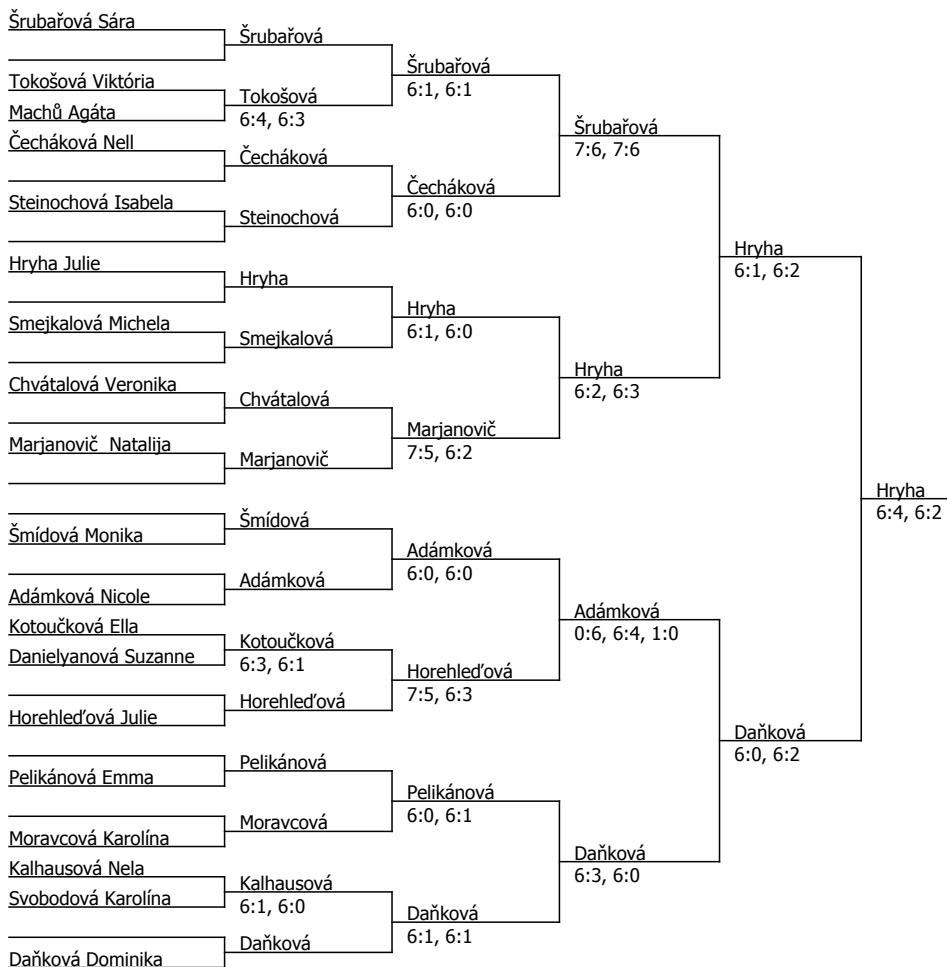 Šrubařová Sára
Tokošová Viktória
Machů Agáta
Čecháková Nell
Steinochová Isabela
Hryha Julie
Smejkalová Michela
Chvátalová Veronika
Marjanovič  Natalija
Šmídová Monika
Adámková Nicole
Kotoučková Ella
Danielyanová Suzanne
Horehleďová Julie
Pelikánová Emma
Moravcová Karolína
Kalhausová Nela
Svobodová Karolína
Daňková Dominika
Šrubařová
Tokošová
6:4, 6:3
Čecháková
Steinochová
Hryha
Smejkalová
Chvátalová
Marjanovič
Šmídová
Adámková
Kotoučková
6:3, 6:1
Horehleďová
Pelikánová
Moravcová
Kalhausová
6:1, 6:0
Daňková
Šrubařová
6:1, 6:1
Čecháková
6:0, 6:0
Hryha
6:1, 6:0
Marjanovič
7:5, 6:2
Adámková
6:0, 6:0
Horehleďová
7:5, 6:3
Pelikánová
6:0, 6:1
Daňková
6:1, 6:1
Šrubařová
7:6, 7:6
Hryha
6:2, 6:3
Adámková
0:6, 6:4, 1:0
Daňková
6:3, 6:0
Hryha
6:1, 6:2
Daňková
6:0, 6:2
Hryha
6:4, 6:2